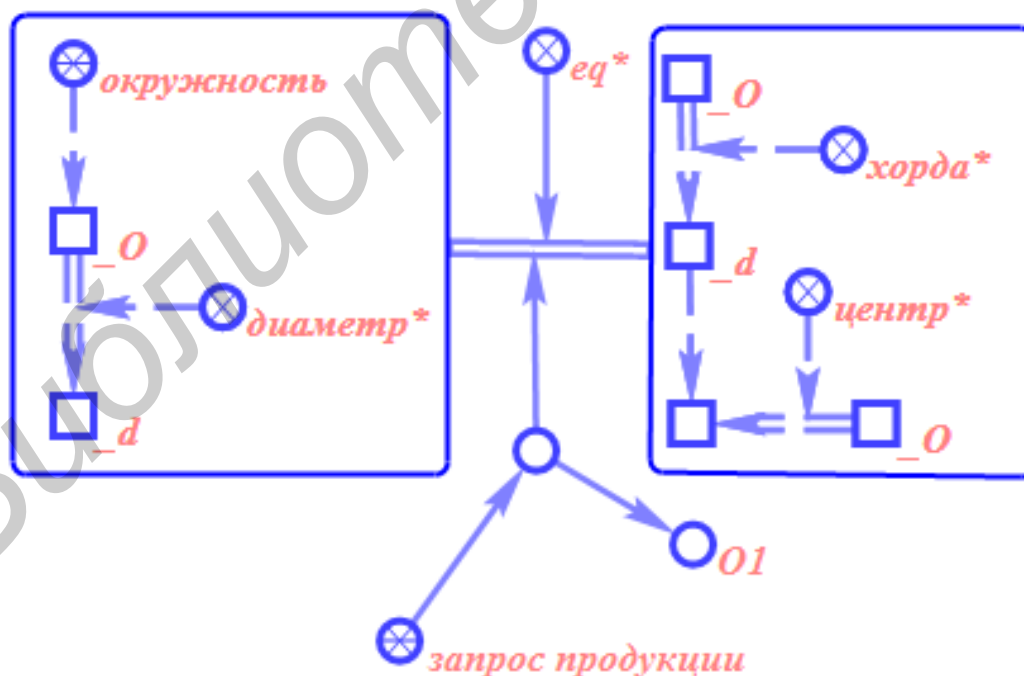 окружность
_O
диаметр*
_d
eq*
_O
хорда*
_d
центр*
_O
O1
запрос продукции